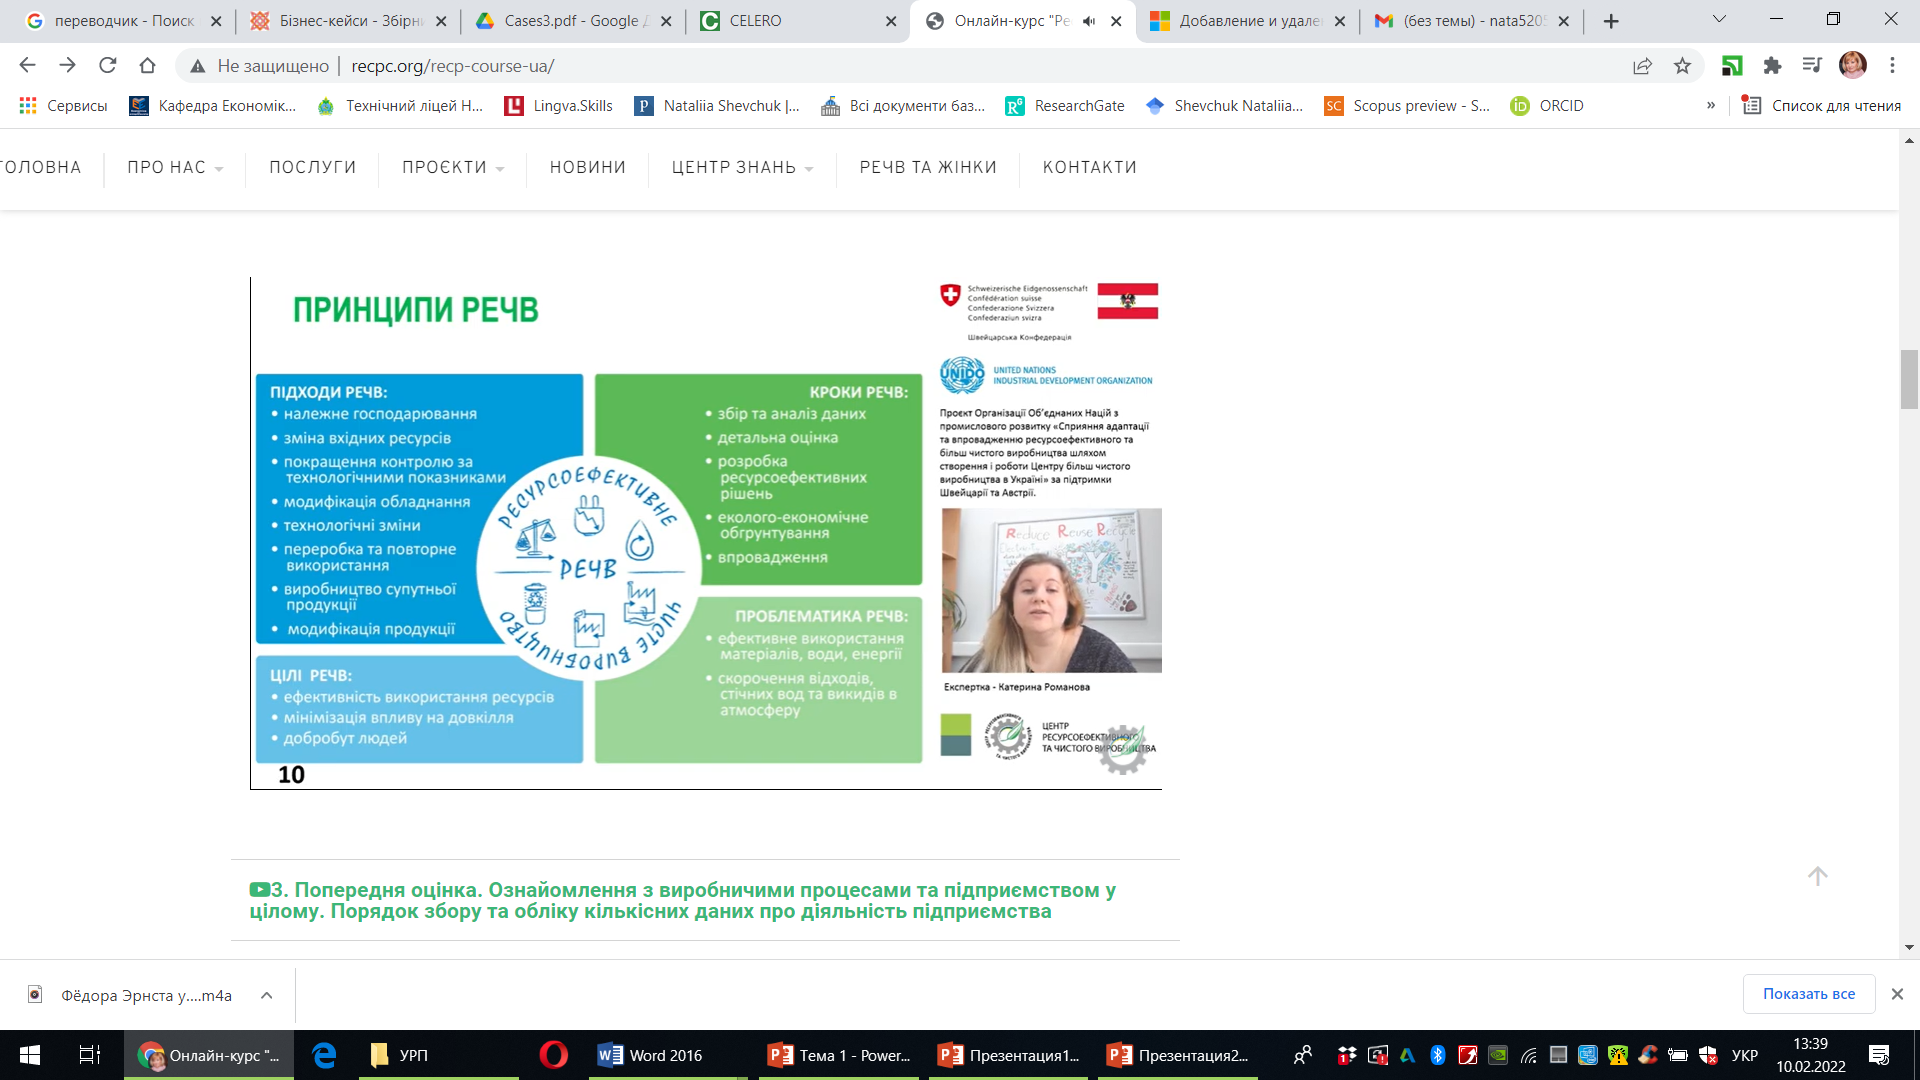 переводчик - Поиск
Бізнес-кейси - Збірн
Cases3.pdf - Google Д
CELERO
Онлайн-курс "Ре
Добавление и удале
(без темы) - nata520
Не защищено
recpc.org/recp-course-ua/
Сервисы
Кафедра Економік...
Технічний ліцей Н...
Lingva.Skills
Nataliia Shevchuk |...
Всі документи баз...
ResearchGate
Shevchuk Nataliia...
Scopus preview - S...
ORCID
»
Список для чтения
ГОЛОВНА
ПРО НАС
ПОСЛУГИ
ПРОЄКТИ
НОВИНИ
ЦЕНТР ЗНАНЬ
РЕЧВ ТА ЖІНКИ
КОНТАКТИ
ПРИНЦИПИ РЕЧВ
ПІДХОДИ РЕЧВ:
• належне господарювання
• зміна вхідних ресурсів
• покращення контролю за
технологічними показниками
• модифікація обладнання
• технологічні зміни
• переробка та повторне
використання
• виробництво супутньої
продукції
• модифікація продукції
КРОКИ РЕЧВ:
• збір та аналіз даних
• детальна оцінка
• розробка
ресурсоефективних
рішень
• еколого-економічне
обгрунтування
• впровадження
РЕСУРСОЕФЕКТИВНЕ
РЕЧВ
ЧИСТЕ ВИРОБНИЦТВО
ЦІЛІ РЕЧВ:
• ефективність використання ресурсів
• мінімізація впливу на довкілля
• добробут людей
ПРОБЛЕМАТИКА РЕЧВ:
• ефективне використання
матеріалів, води, енергії
• скорочення відходів,
стічних вод та викидів в
атмосферу
10
Schweizerische Eidgenossenschaft
Confédération suisse
Confederazione Svizzera
Confederaziun svizra
Швейцарська Конфедерація
UNIDO
UNITED NATIONS
INDUSTRIAL DEVELOPMENT ORGANIZATION
Проєкт Організації Об'єднаних Націй з
промислового розвитку «Сприяння адаптації
та впровадженню ресурсоефективного та
більш чистого виробництва шляхом
створення і роботи Центру більш чистого
виробництва в Україні» за підтримки
Швейцарії та Австрії.
Reduce Reuse Recycle
Експертка - Катерина Романова
ЦЕНТР
РЕСУРСОЕФЕКТИВНОГО
ТА ЧИСТОГО ВИРОБНИЦТВА
3. Попередня оцінка. Ознайомлення з виробничими процесами та підприємством у
цілому. Порядок збору та обліку кількісних даних про діяльність підприємства
Фёдора Эрнста у....m4a
Показать все
Онлайн-курс "...
УРП
Word 2016
Тема 1 - Power...
Презентация1...
Презентация2...
УКР
13:39
10.02.2022